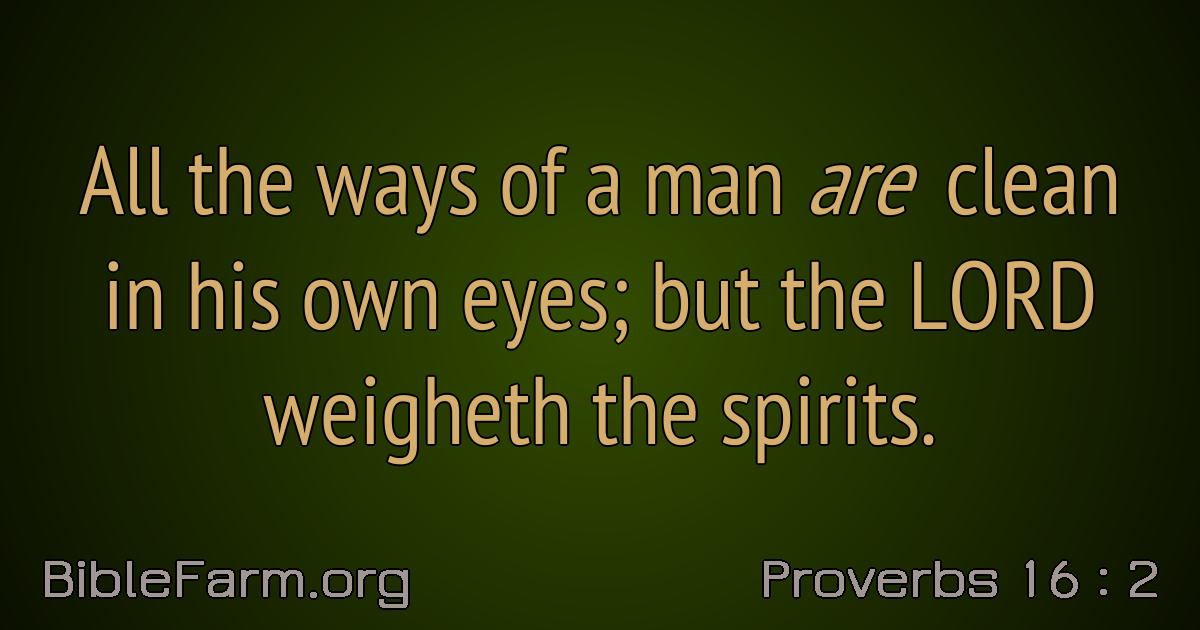 All the ways of a man are clean
in his own eyes; but the LORD
weigheth the spirits.
BibleFarm.org
Proverbs 16 : 2